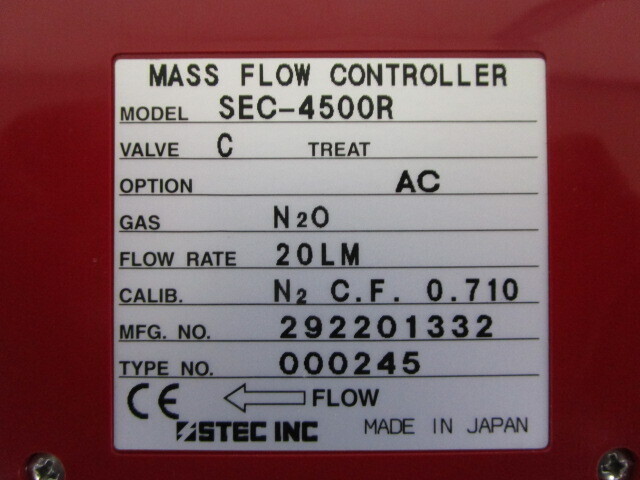 MASS FLOW CONTROLLER
MODEL SEC-4500R
VALVE C TREAT
OPTION AC
GAS N2O
FLOW RATE 20LM
CALIB. N2 C.F. 0.710
MFG. NO. 292201332
TYPE NO. 000245
CE FLOW
STEC INC MADE IN JAPAN